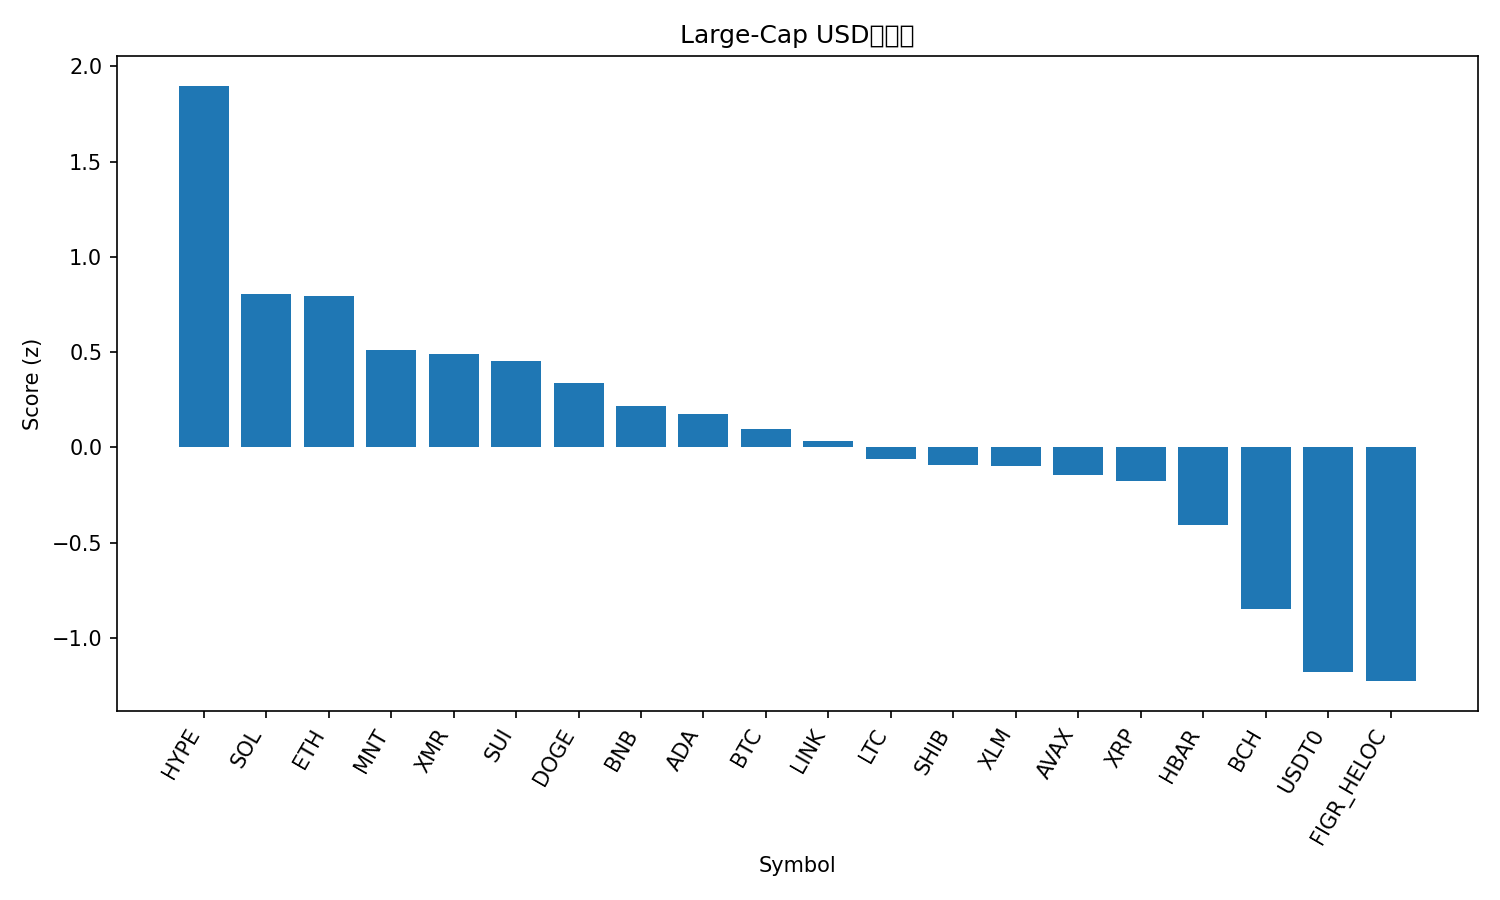 Large-Cap USD
Score (z)
2.0
1.5
1.0
0.5
0.0
−0.5
−1.0
HYPE
SOL
ETH
MNT
XMR
SUI
DOGE
BNB
ADA
BTC
LINK
LTC
SHIB
XLM
AVAX
XRP
HBAR
BCH
USDT0
FIGR_HELOC
Symbol